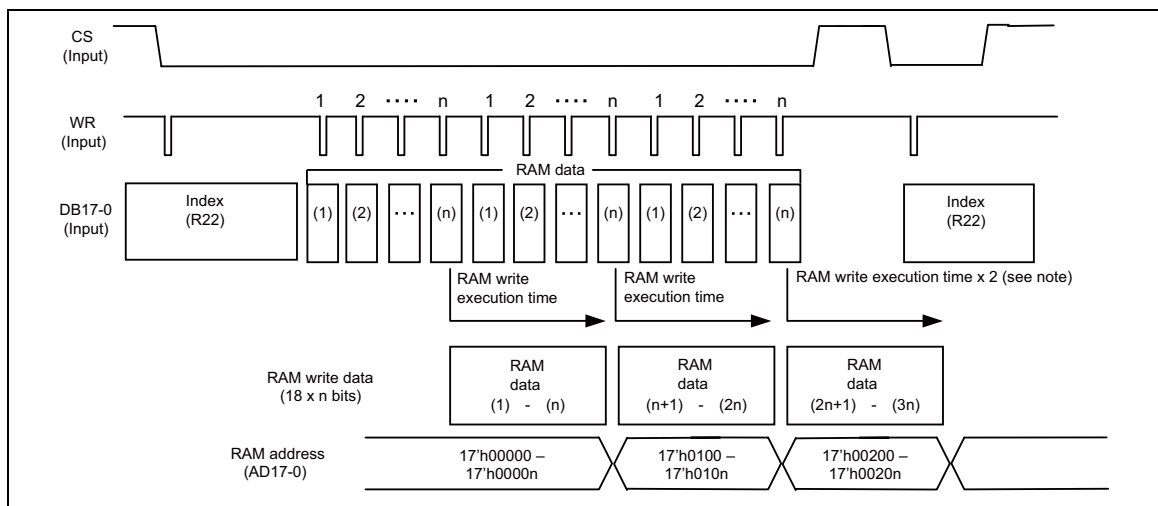 CS
(Input)
1 2 ···· n 1 2 ···· n 1 2 ···· n
WR
(Input)
RAM data
DB17-0
(Input)
Index
(R22)
(1) (2) ··· (n) (1) (2) ··· (n) (1) (2) ··· (n)
Index
(R22)
RAM write
execution time
RAM write
execution time
RAM write execution time x 2 (see note)
RAM write data
(18 x n bits)
RAM
data
(1) - (n)
RAM
data
(n+1) - (2n)
RAM
data
(2n+1) - (3n)
RAM address
(AD17-0)
17'h00000 –
17'h0000n
17'h0100 –
17'h010n
17'h00200 –
17'h0020n